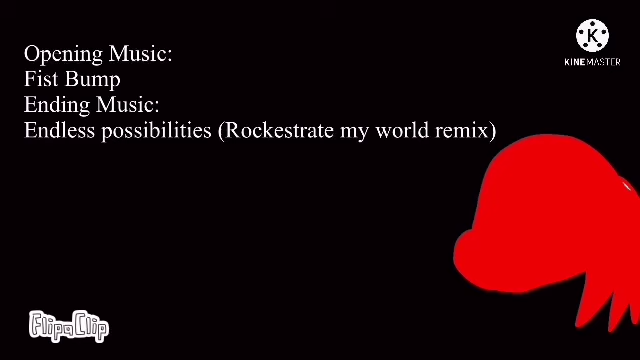 Opening Music:
Fist Bump
Ending Music:
Endless possibilities (Rockestrate my world remix)
K
KINEMASTER
FlipaClip